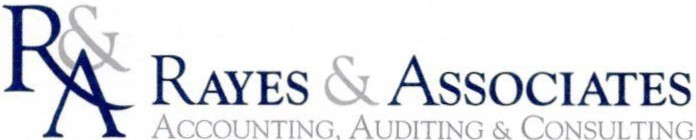 R&A
RAYES & ASSOCIATES
ACCOUNTING, AUDITING & CONSULTING